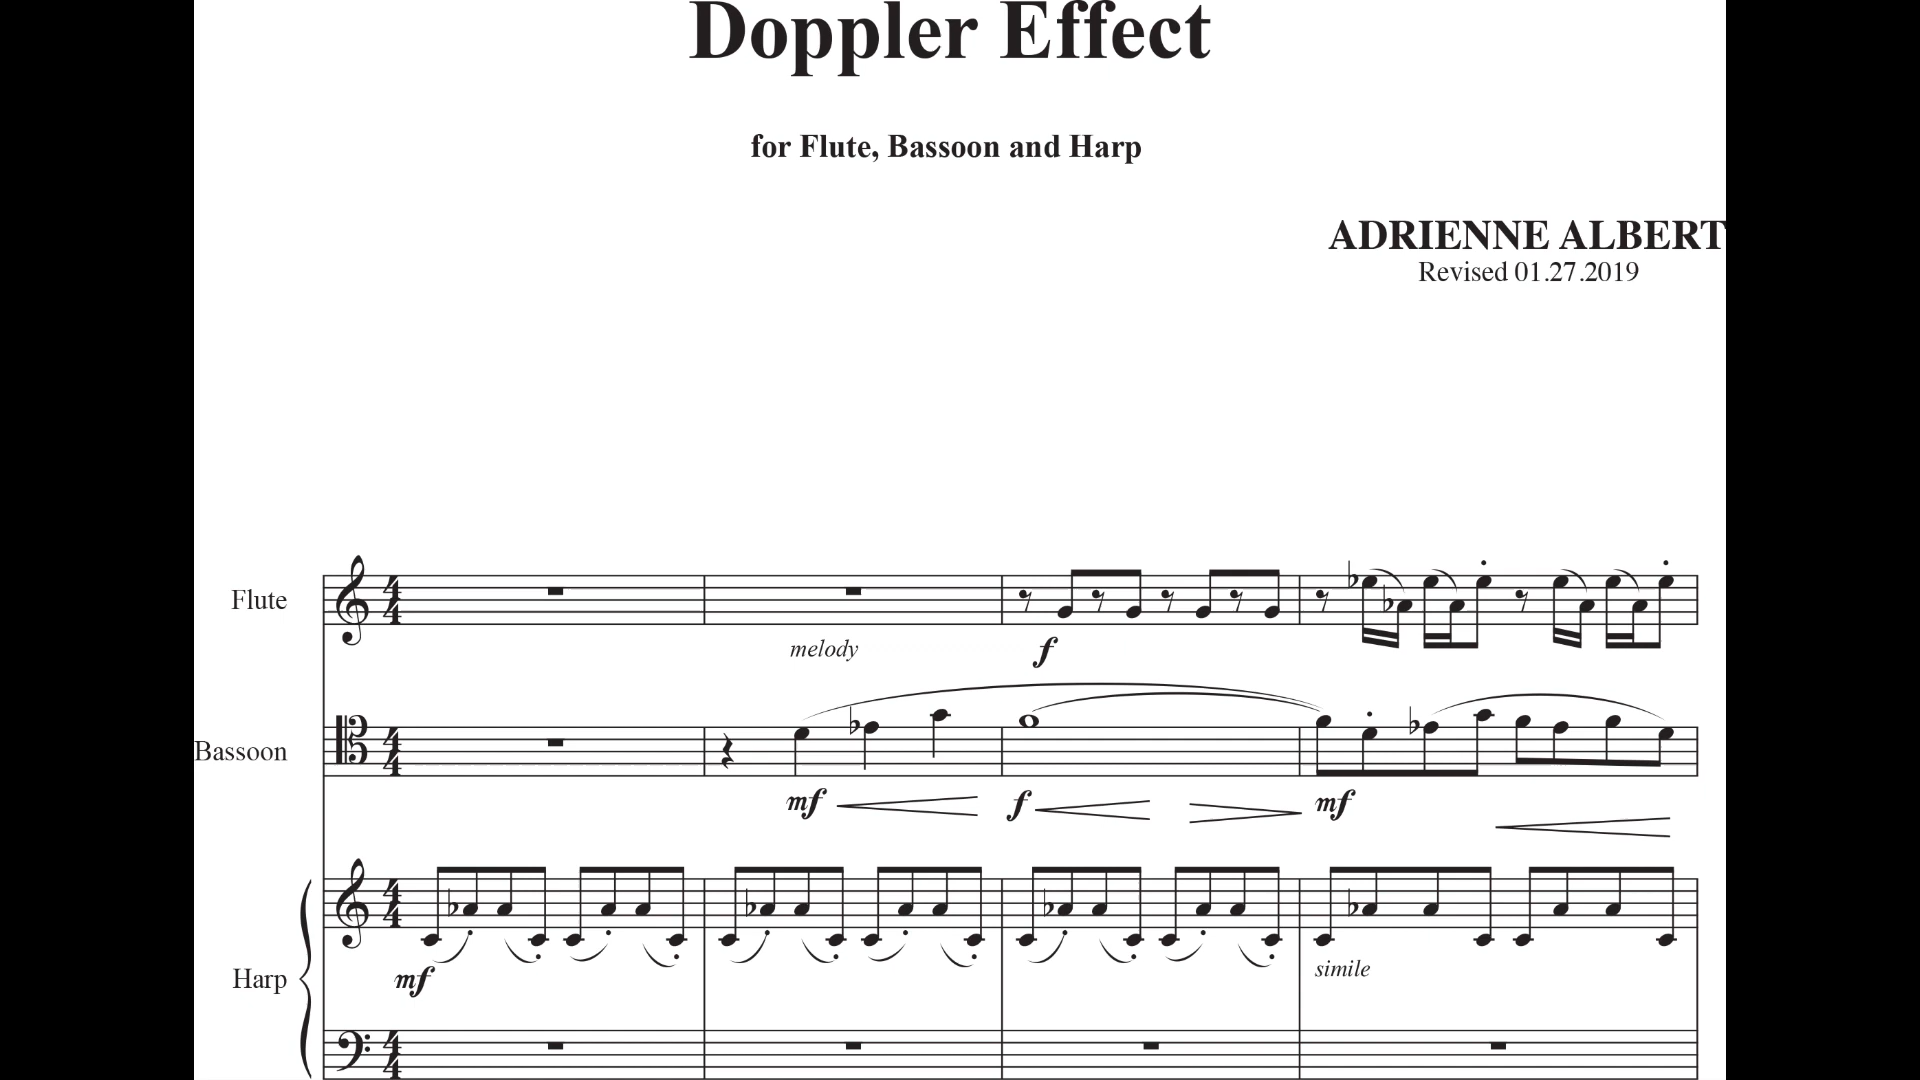 Doppler Effect
for Flute, Bassoon and Harp
ADRIENNE ALBERT
Revised 01.27.2019
Flute
melody
f
Bassoon
mf
f
mf
Harp
mf
simile